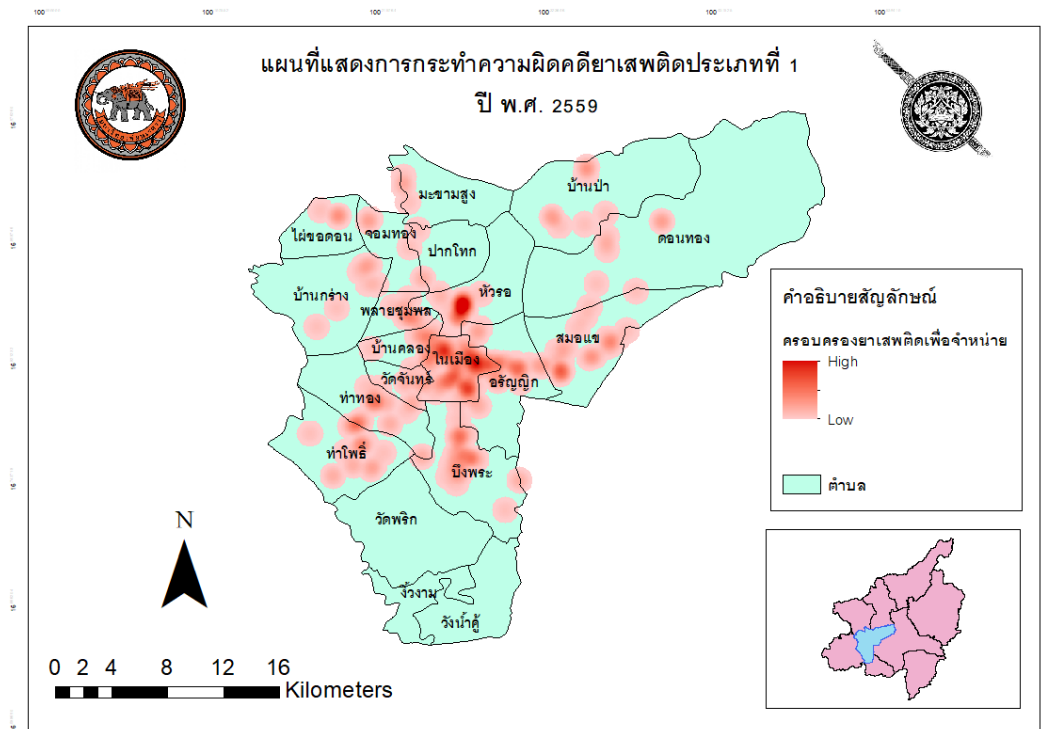 แผนที่แสดงการกระทำความผิดคดียาเสพติดประเภทที่ 1
ปี พ.ศ. 2559
มะขามสูง
บ้านป่า
ไผ่ขอดอน
จอมทอง
ปากโทก
ดอนทอง
บ้านกร่าง
พลายชุมพล
หัวรอ
บ้านคลอง
ในเมือง
สมอแข
วัดจันทร์
อรัญญิก
ท่าทอง
ท่าโพธิ์
บึงพระ
วัดพริก
งิ้วงาม
วังน้ำคู้
คำอธิบายสัญลักษณ์
ครอบครองยาเสพติดเพื่อจำหน่าย
High
Low
ตำบล
N
0 2 4 8 12 16
Kilometers